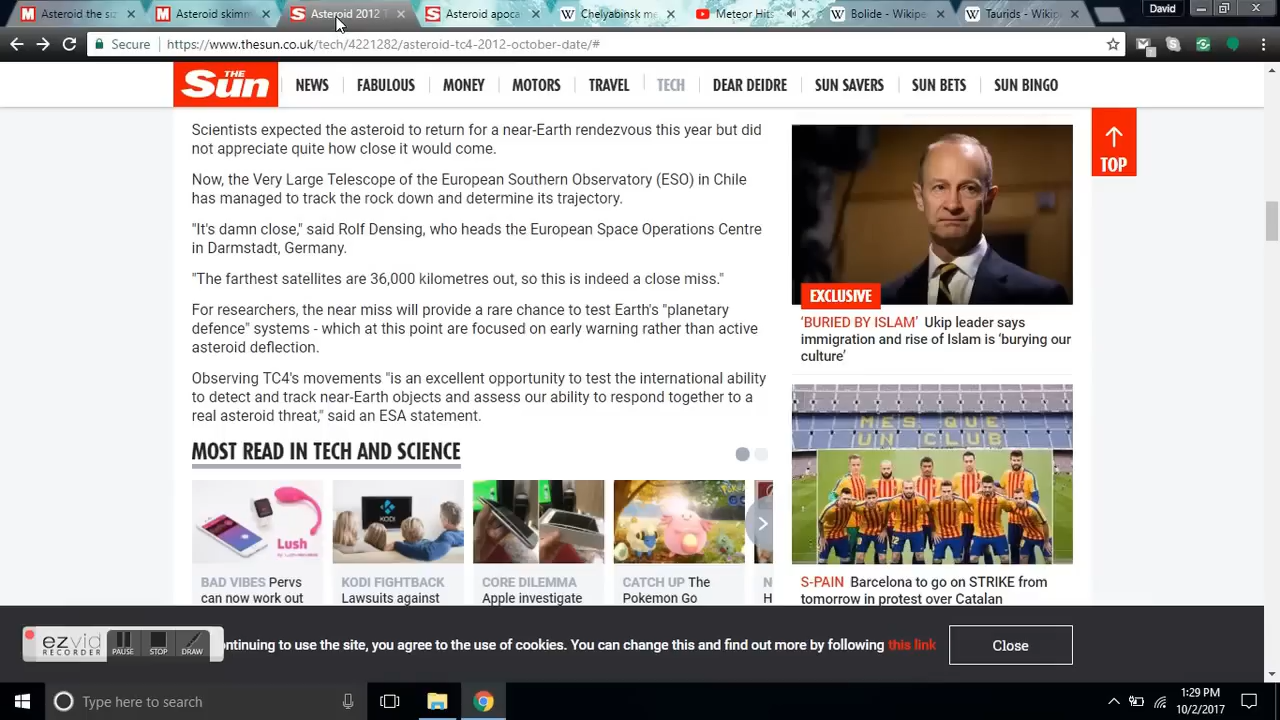 Asteroid the su
Asteroid skimm
Asteroid 2012 T
Asteroid apoca
Chelyabinsk me
Meteor Hits
Bolide - Wikipe
Taurids - Wikip
David
Secure
https://www.thesun.co.uk/tech/4221282/asteroid-tc4-2012-october-date/#
THE Sun
NEWS
FABULOUS
MONEY
MOTORS
TRAVEL
TECH
DEAR DEIDRE
SUN SAVERS
SUN BETS
SUN BINGO
TOP
Scientists expected the asteroid to return for a near-Earth rendezvous this year but did
not appreciate quite how close it would come.
Now, the Very Large Telescope of the European Southern Observatory (ESO) in Chile
has managed to track the rock down and determine its trajectory.
"It's damn close," said Rolf Densing, who heads the European Space Operations Centre
in Darmstadt, Germany.
"The farthest satellites are 36,000 kilometres out, so this is indeed a close miss."
For researchers, the near miss will provide a rare chance to test Earth's "planetary
defence" systems - which at this point are focused on early warning rather than active
asteroid deflection.
Observing TC4's movements "is an excellent opportunity to test the international ability
to detect and track near-Earth objects and assess our ability to respond together to a
real asteroid threat," said an ESA statement.
MOST READ IN TECH AND SCIENCE
Lush
KODI
BAD VIBES Pervs
can now work out
KODI FIGHTBACK
Lawsuits against
CORE DILEMMA
Apple investigate
CATCH UP The
Pokemon Go
N
H
EXCLUSIVE
‘BURIED BY ISLAM’ Ukip leader says
immigration and rise of Islam is ‘burying our
culture’
MES QUE
UN CLUB
S-PAIN Barcelona to go on STRIKE from
tomorrow in protest over Catalan
ezvid
RECORDER
PAUSE
STOP
DRAW
ontinuing to use the site, you agree to the use of cookies. You can change this and find out more by following this link
Close
Type here to search
1:29 PM
10/2/2017